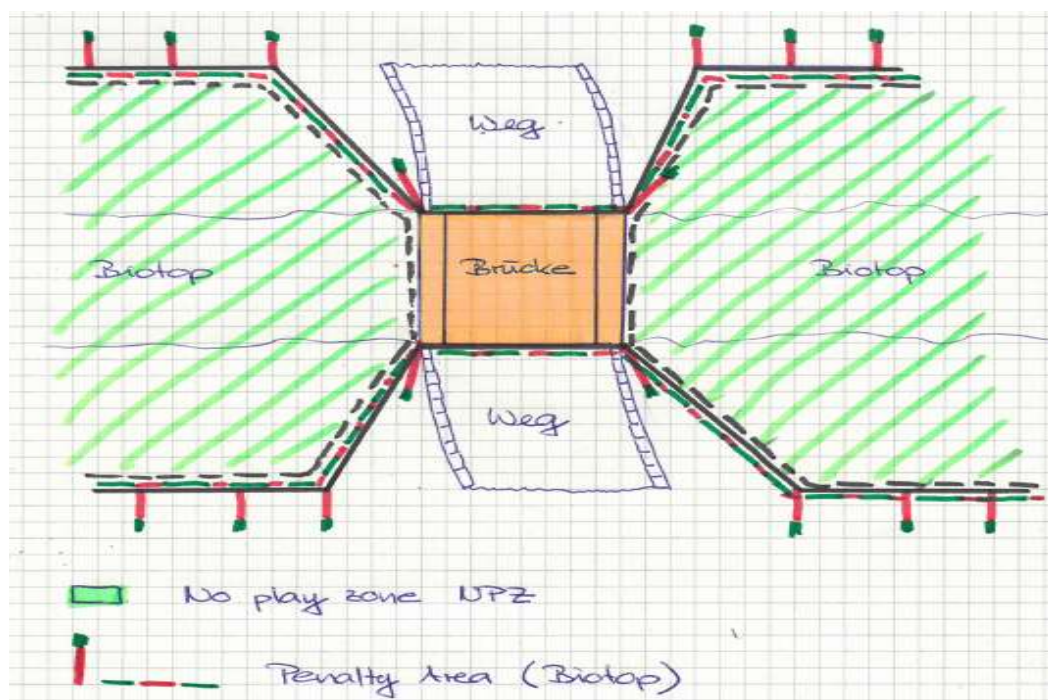 Weg
Biotop Brücke Biotop
Weg
No play zone NPZ
Penalty Area (Biotop)